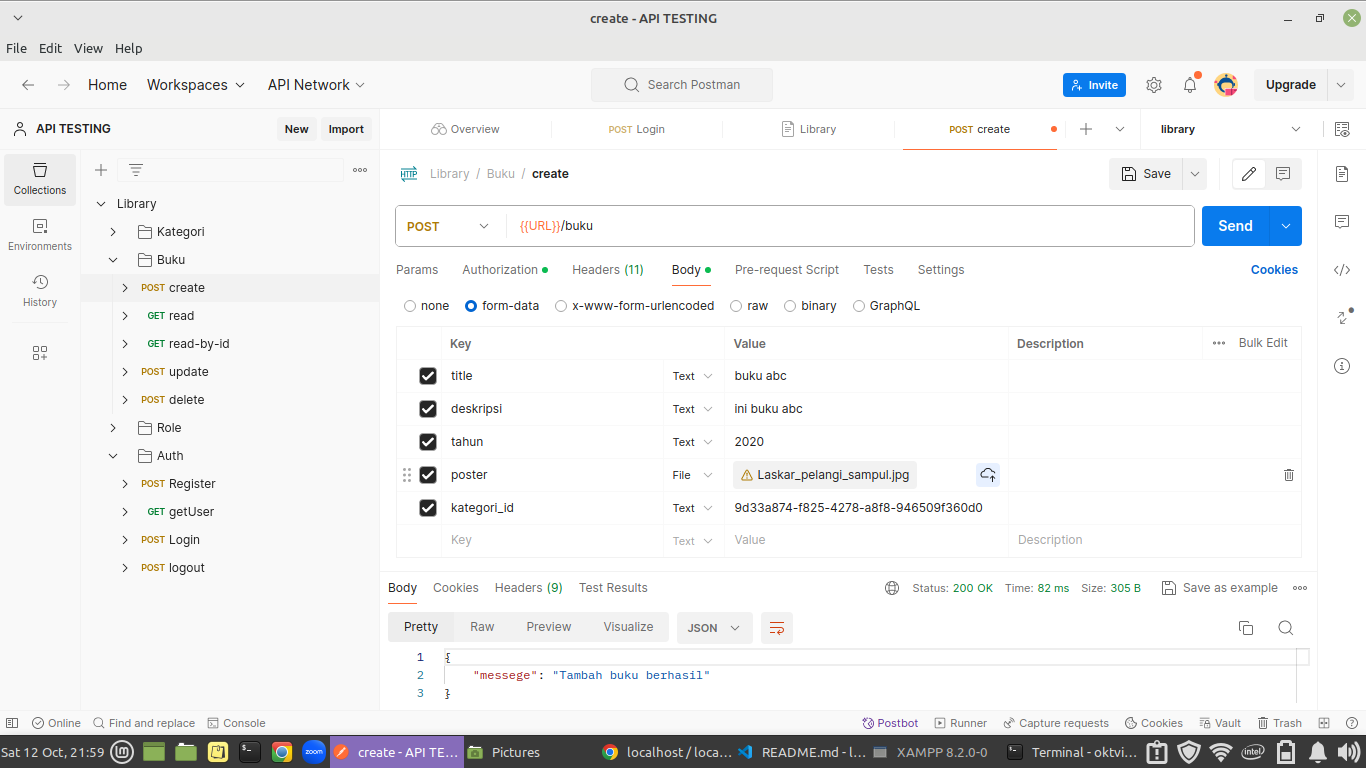 create - API TESTING
File Edit View Help
Home Workspaces API Network Search Postman Invite Upgrade
API TESTING New Import Overview POST Login Library POST create library
Collections
Environments
History
Library
Kategori
Buku
POST create
GET read
GET read-by-id
POST update
POST delete
Role
Auth
POST Register
GET getUser
POST Login
POST logout
HTTP Library / Buku / create Save
POST {{URL}}/buku Send
Params Authorization Headers (11) Body Pre-request Script Tests Settings Cookies
none form-data x-www-form-urlencoded raw binary GraphQL
Key Value Description Bulk Edit
title Text buku abc
deskripsi Text ini buku abc
tahun Text 2020
poster File Laskar_pelangi_sampul.jpg
kategori_id Text 9d33a874-f825-4278-a8f8-946509f360d0
Key Text Value Description
Body Cookies Headers (9) Test Results Status: 200 OK Time: 82 ms Size: 305 B Save as example
Pretty Raw Preview Visualize JSON
1 {
2 "messege": "Tambah buku berhasil"
3 }
Online Find and replace Console Postbot Runner Capture requests Cookies Vault Trash
Sat 12 Oct, 21:59 zoom create - API TE... Pictures localhost / loca... README.md - l... XAMPP 8.2.0-0 Terminal - oktvi... intel